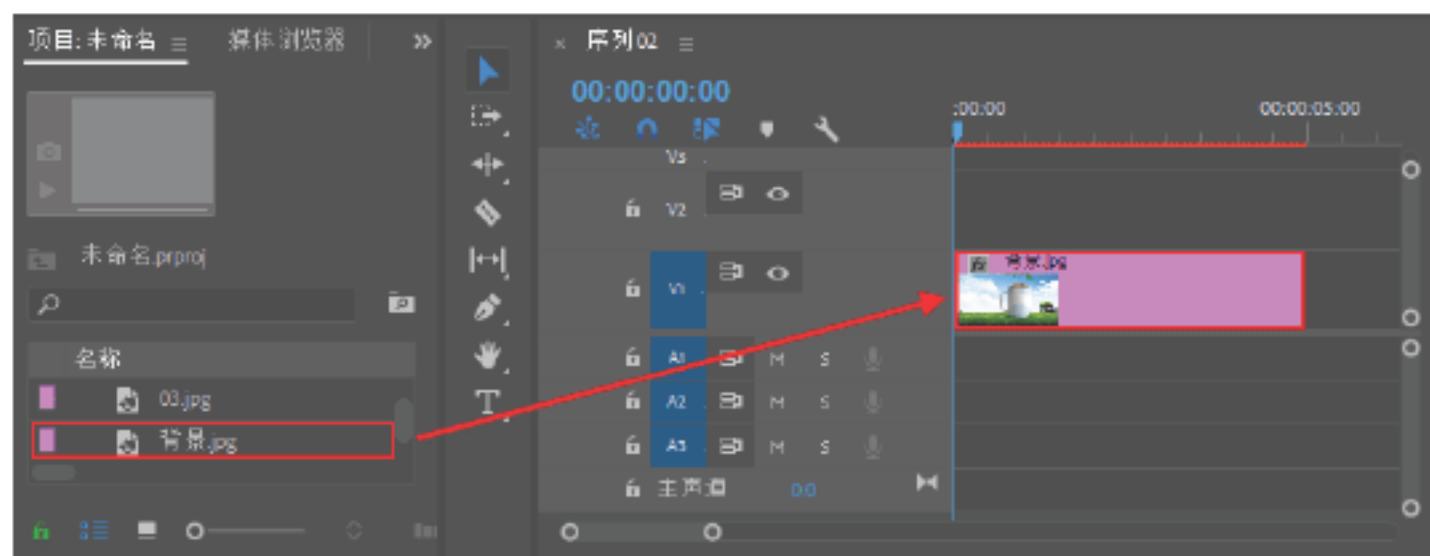 项目: 未命名
媒体浏览器
未命名.prproj
名称
03.jpg
背景.jpg
T
× 序列02
00:00:00:00
:00:00
00:00:05:00
V3
V2
V1
背景.jpg
A1 M S
A2 M S
A3 M S
主声道 0.0